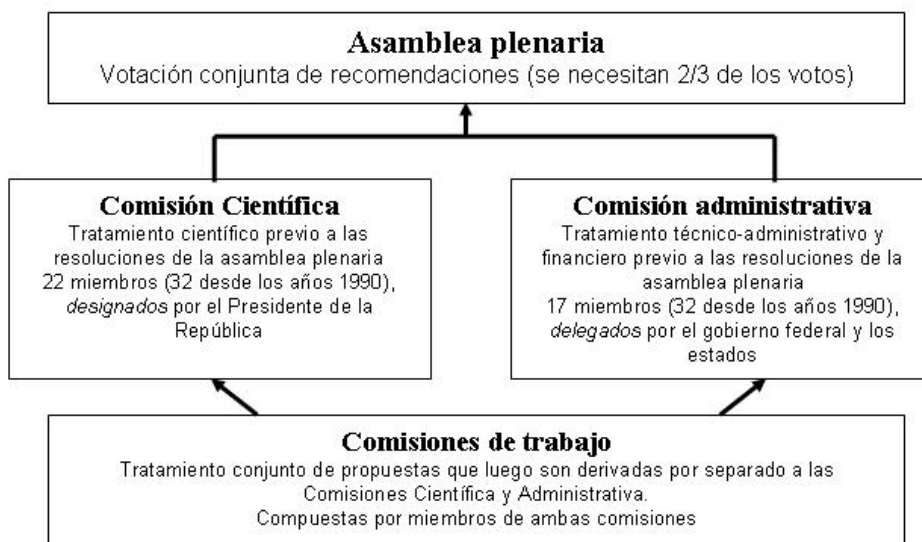 Asamblea plenaria
Votación conjunta de recomendaciones (se necesitan 2/3 de los votos)
Comisión Científica
Tratamiento científico previo a las
resoluciones de la asamblea plenaria
22 miembros (32 desde los años 1990),
designados por el Presidente de la
República
Comisión administrativa
Tratamiento técnico-administrativo y
financiero previo a las resoluciones de la
asamblea plenaria
17 miembros (32 desde los años 1990),
delegados por el gobierno federal y los
estados
Comisiones de trabajo
Tratamiento conjunto de propuestas que luego son derivadas por separado a las
Comisiones Científica y Administrativa.
Compuestas por miembros de ambas comisiones